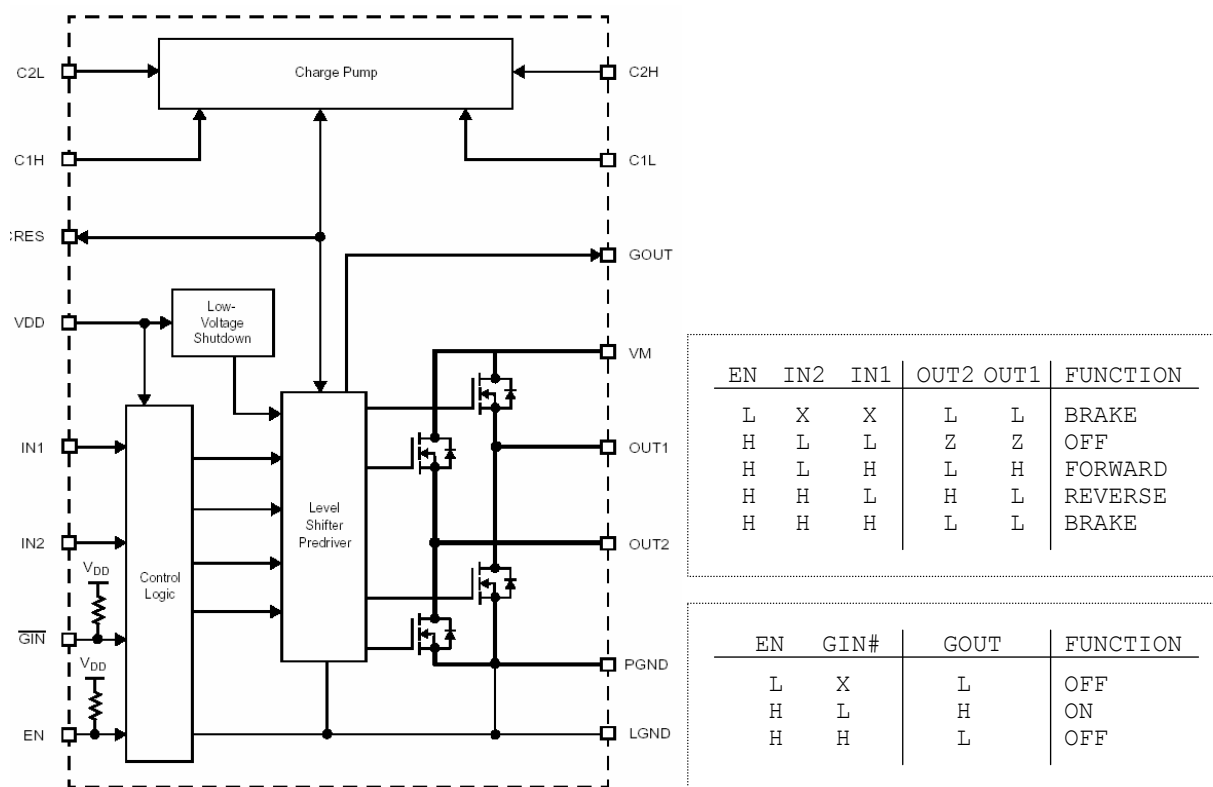 C2L
Charge Pump
C2H
C1H
C1L
CRES
GOUT
Low-
Voltage
Shutdown
VDD
VM
IN1
OUT1
Level
Shifter
Predriver
IN2
OUT2
VDD
Control
Logic
GIN
VDD
PGND
EN
LGND
EN IN2 IN1 OUT2 OUT1 FUNCTION
L X X L L BRAKE
H L L Z Z OFF
H L H L H FORWARD
H H L H L REVERSE
H H H L L BRAKE
EN GIN# GOUT FUNCTION
L X L OFF
H L H ON
H H L OFF